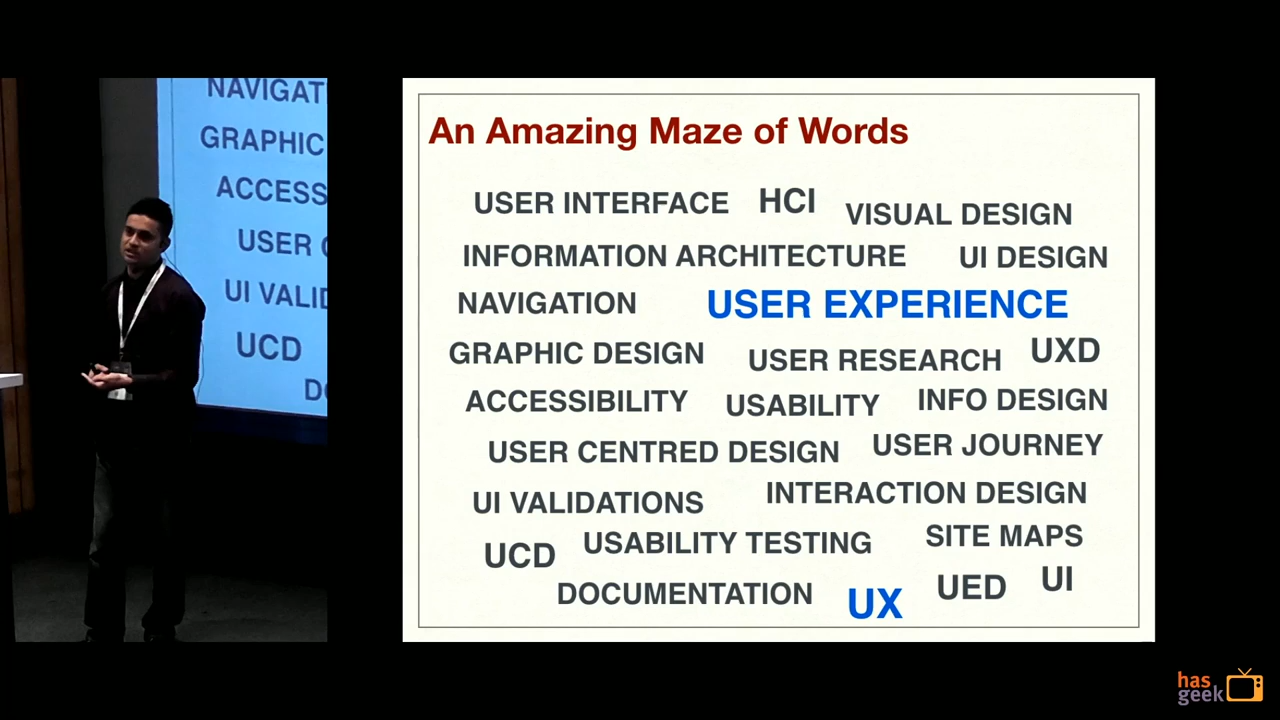 NAVIGAT
GRAPHIC
ACCESS
USER
UI VALID
UCD
An Amazing Maze of Words
USER INTERFACE HCI VISUAL DESIGN
INFORMATION ARCHITECTURE UI DESIGN
NAVIGATION USER EXPERIENCE
GRAPHIC DESIGN USER RESEARCH UXD
ACCESSIBILITY USABILITY INFO DESIGN
USER CENTRED DESIGN USER JOURNEY
UI VALIDATIONS INTERACTION DESIGN
UCD USABILITY TESTING SITE MAPS
DOCUMENTATION UX UED UI
has
geek